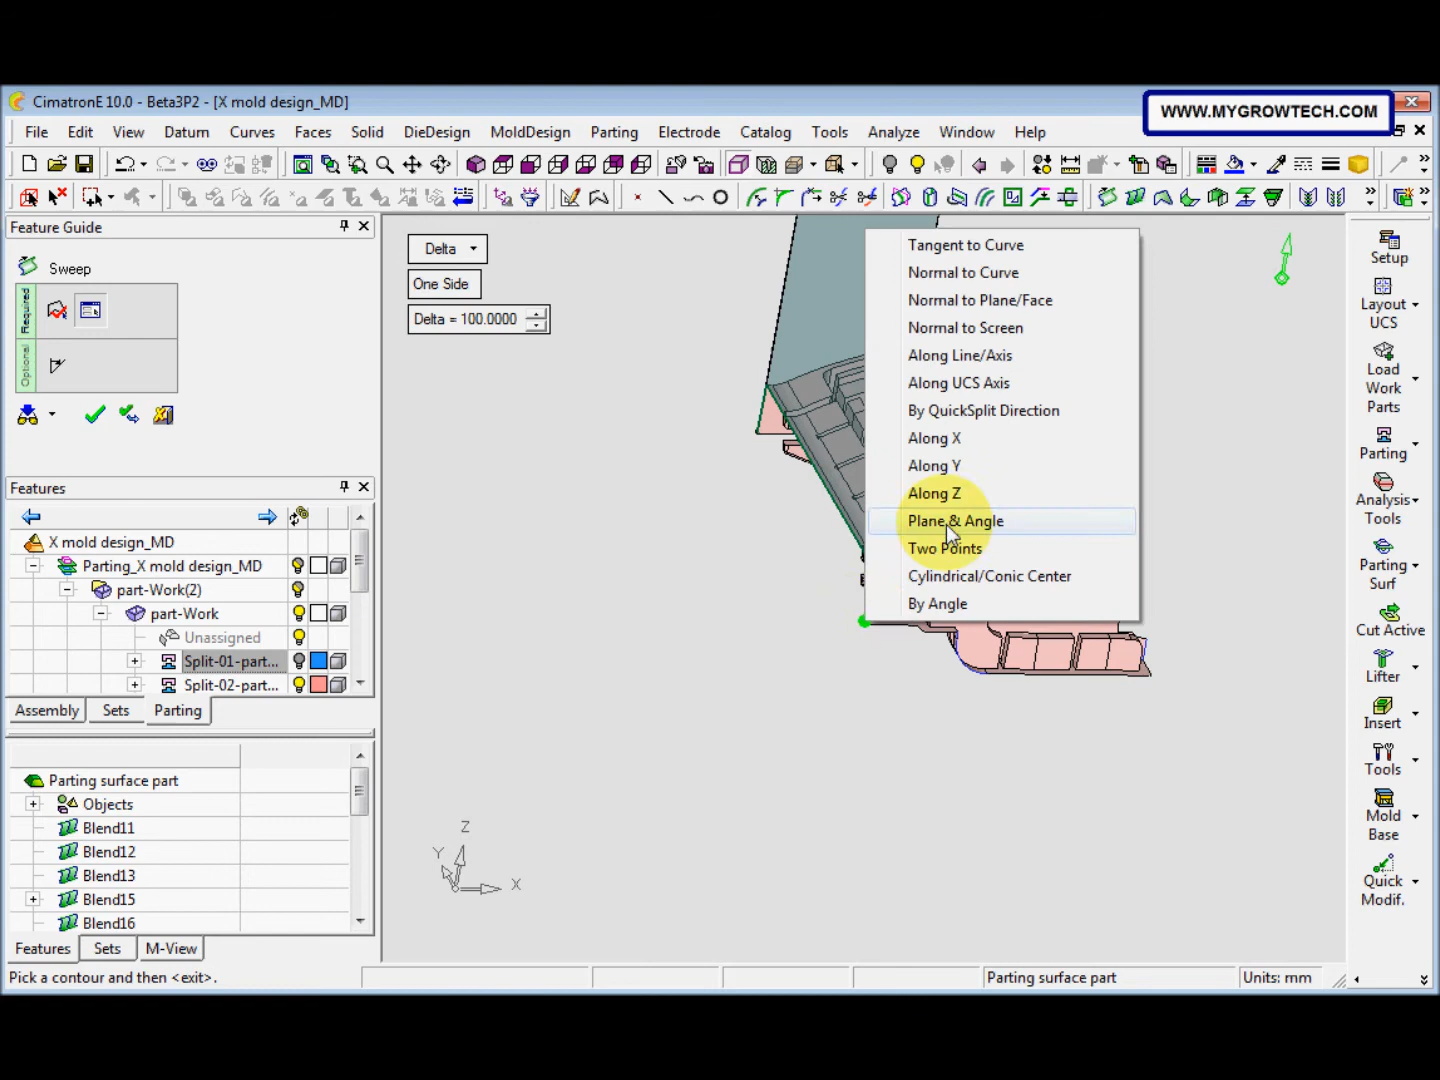 CimatronE 10.0 - Beta3P2 - [X mold design_MD]
WWW.MYGROWTECH.COM
File Edit View Datum Curves Faces Solid DieDesign MoldDesign Parting Electrode Catalog Tools Analyze Window Help
Feature Guide
Sweep
Required
Optional
Features
X mold design_MD
Parting_X mold design_MD
part-Work(2)
part-Work
Unassigned
Split-01-part...
Split-02-part...
Assembly Sets Parting
Parting surface part
Objects
Blend11
Blend12
Blend13
Blend15
Blend16
Features Sets M-View
Delta
One Side
Delta = 100.0000
Tangent to Curve
Normal to Curve
Normal to Plane/Face
Normal to Screen
Along Line/Axis
Along UCS Axis
By QuickSplit Direction
Along X
Along Y
Along Z
Plane & Angle
Two Points
Cylindrical/Conic Center
By Angle
Z
Y
X
Setup
Layout
UCS
Load
Work
Parts
Parting
Analysis
Tools
Parting
Surf
Cut Active
Lifter
Insert
Tools
Mold
Base
Quick
Modif.
Pick a contour and then <exit>.
Parting surface part
Units: mm